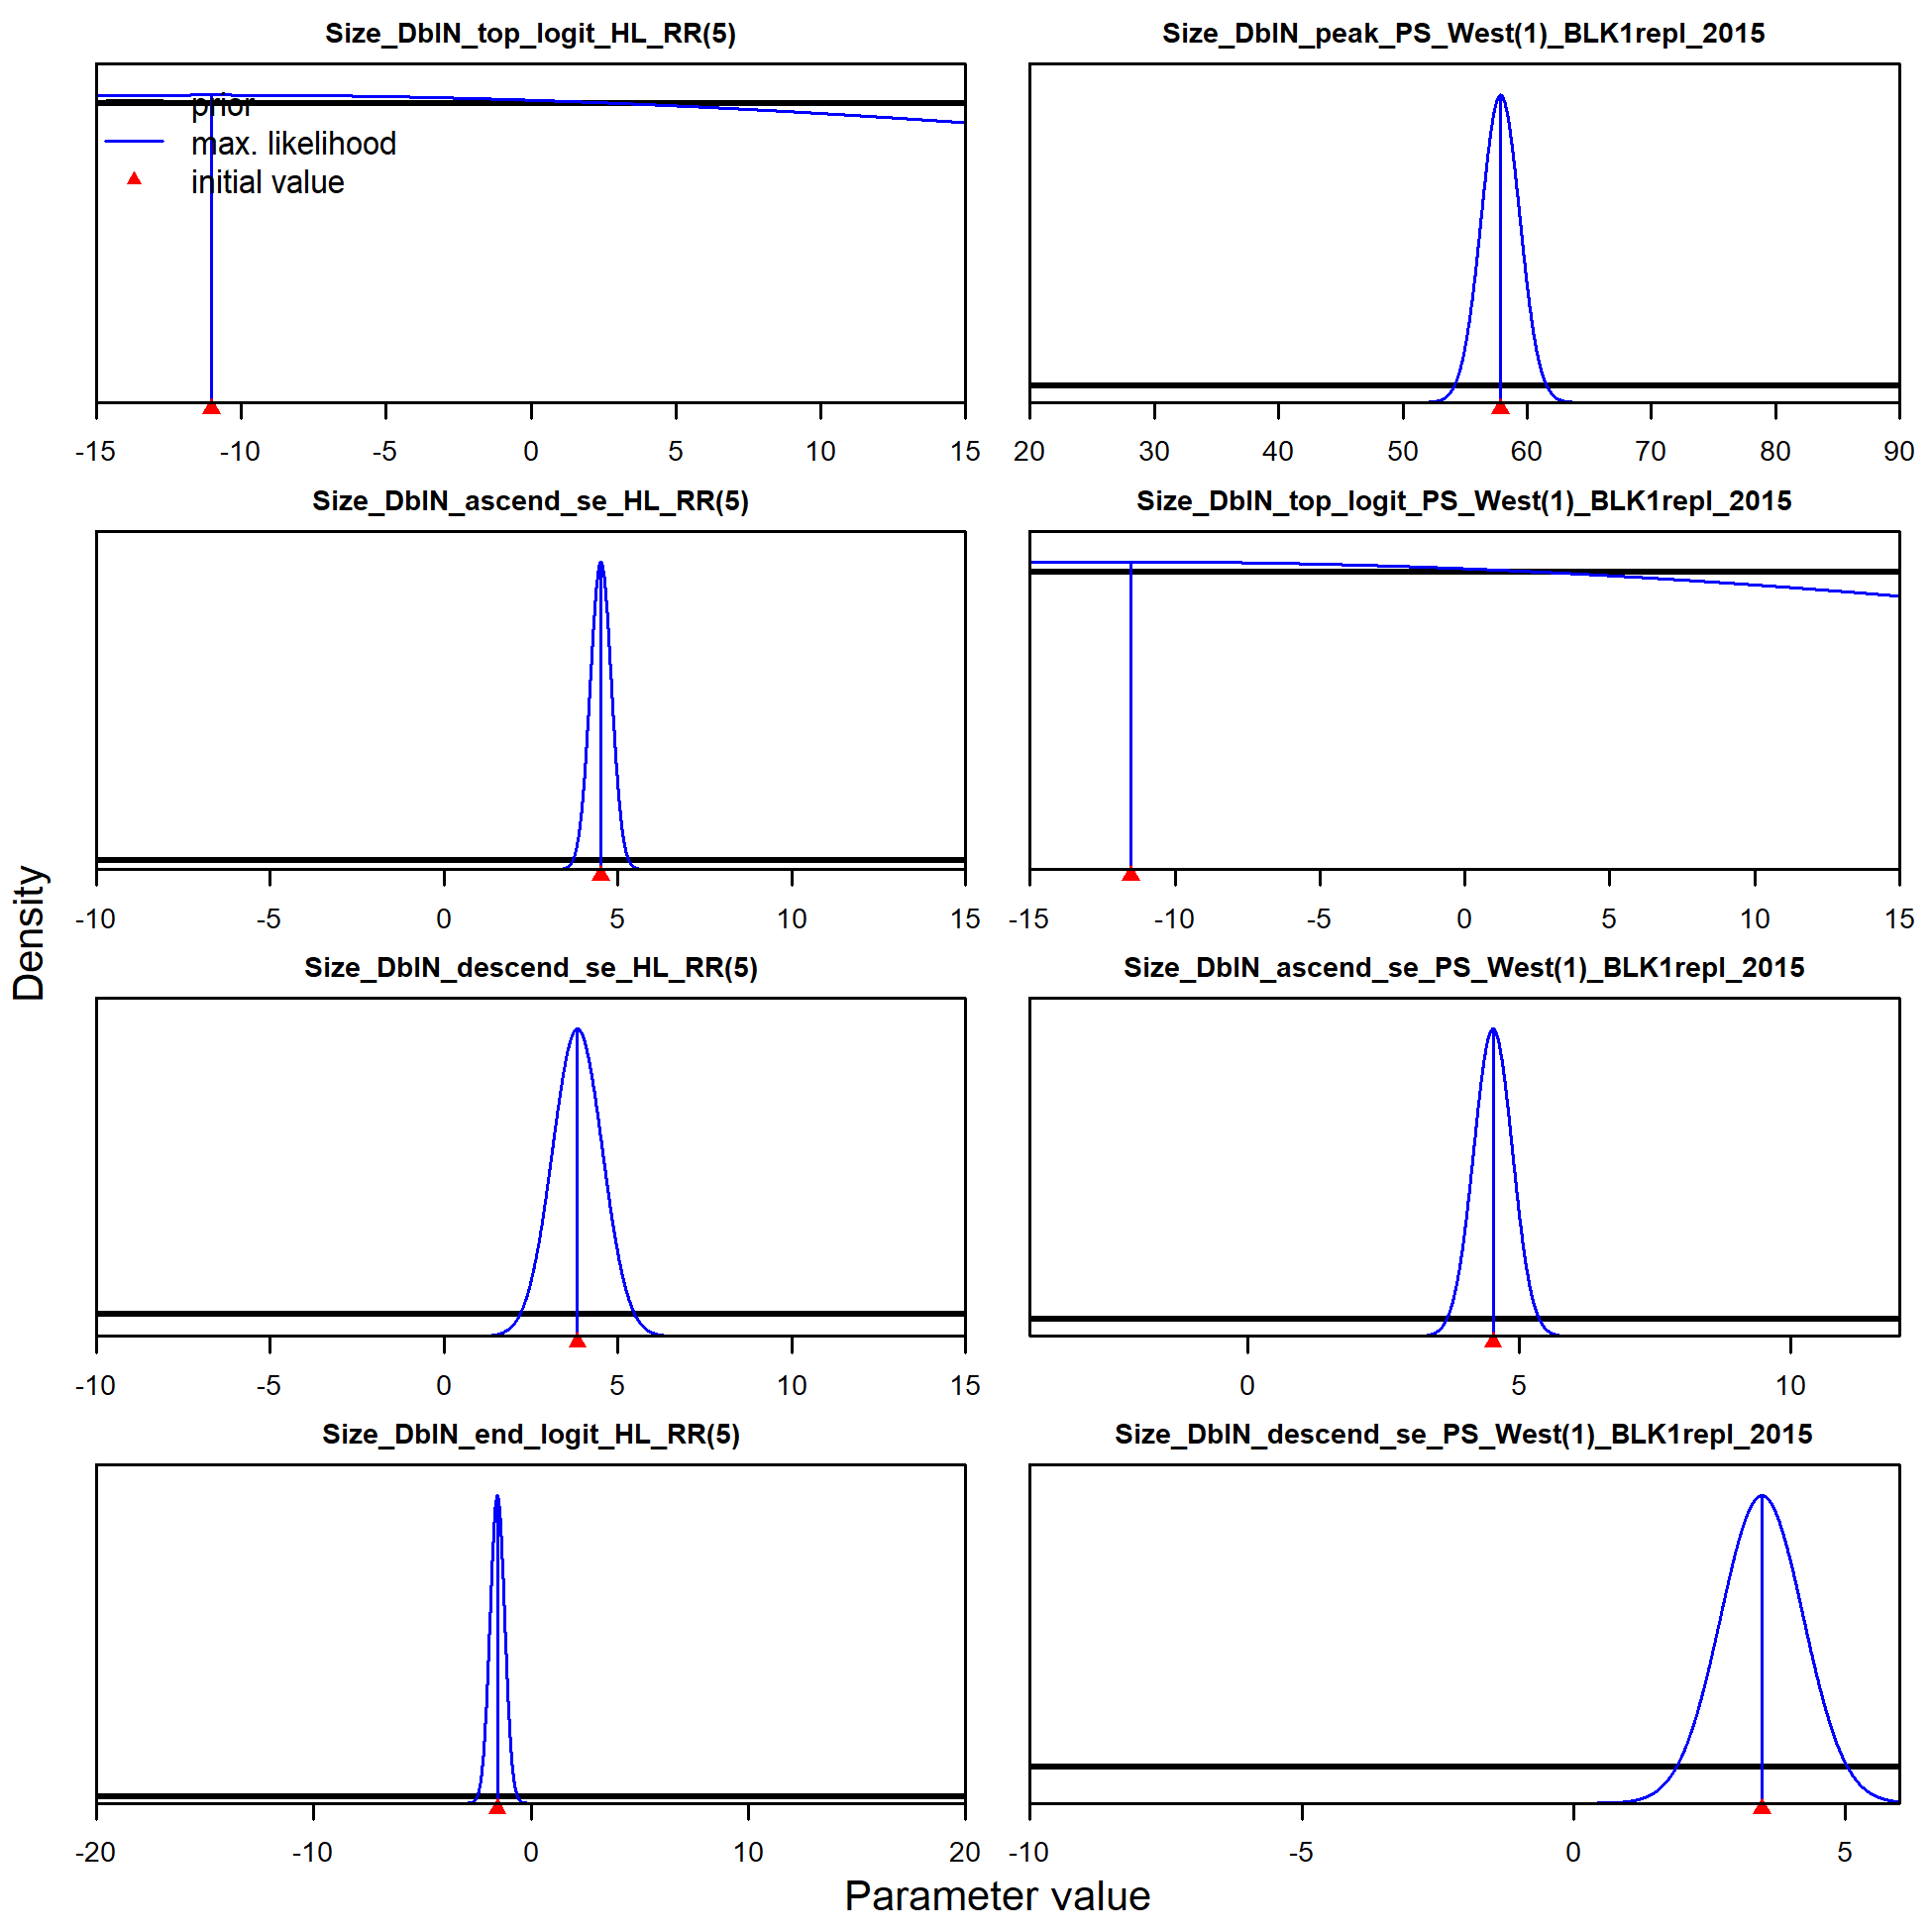 Size_DblN_top_logit_HL_RR(5)
prior
max. likelihood
initial value
-15 -10 -5 0 5 10 15
Size_DblN_peak_PS_West(1)_BLK1repl_2015
20 30 40 50 60 70 80 90
Size_DblN_ascend_se_HL_RR(5)
-10 -5 0 5 10 15
Size_DblN_top_logit_PS_West(1)_BLK1repl_2015
-15 -10 -5 0 5 10 15
Size_DblN_descend_se_HL_RR(5)
-10 -5 0 5 10 15
Size_DblN_ascend_se_PS_West(1)_BLK1repl_2015
0 5 10
Size_DblN_end_logit_HL_RR(5)
-20 -10 0 10 20
Size_DblN_descend_se_PS_West(1)_BLK1repl_2015
-10 -5 0 5
Density
Parameter value